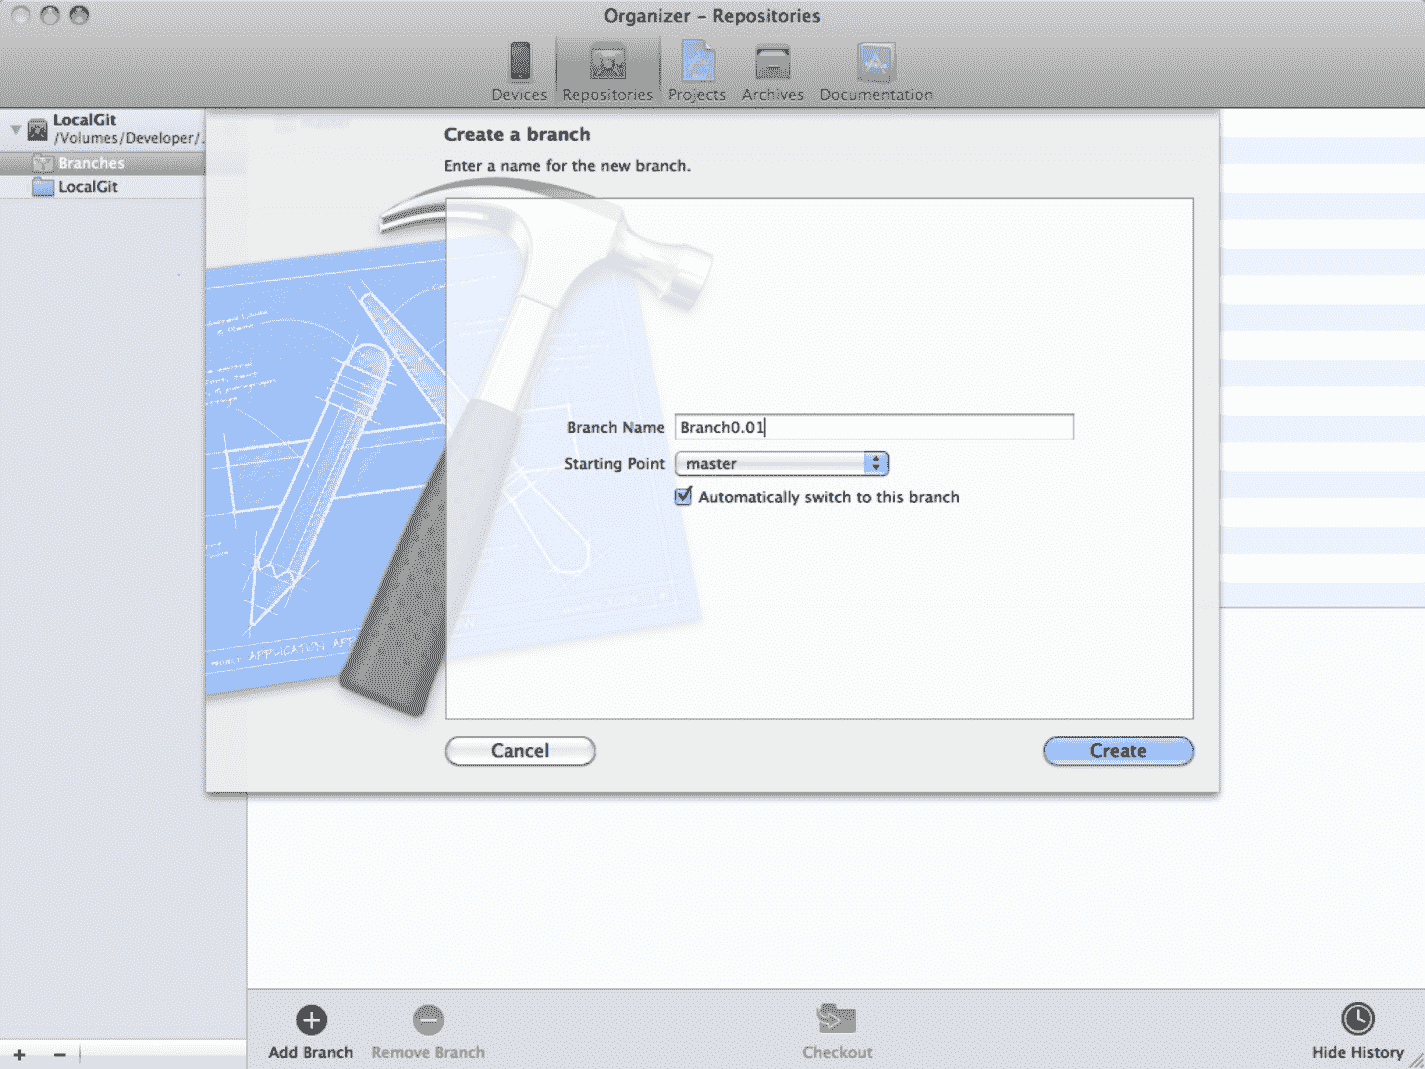 Organizer – Repositories
Devices
Repositories
Projects
Archives
Documentation
LocalGit
/Volumes/Developer/.
Branches
LocalGit
Create a branch
Enter a name for the new branch.
Branch Name
Branch0.01
Starting Point
master
Automatically switch to this branch
APPLICATION
Cancel
Create
Add Branch
Remove Branch
Checkout
Hide History